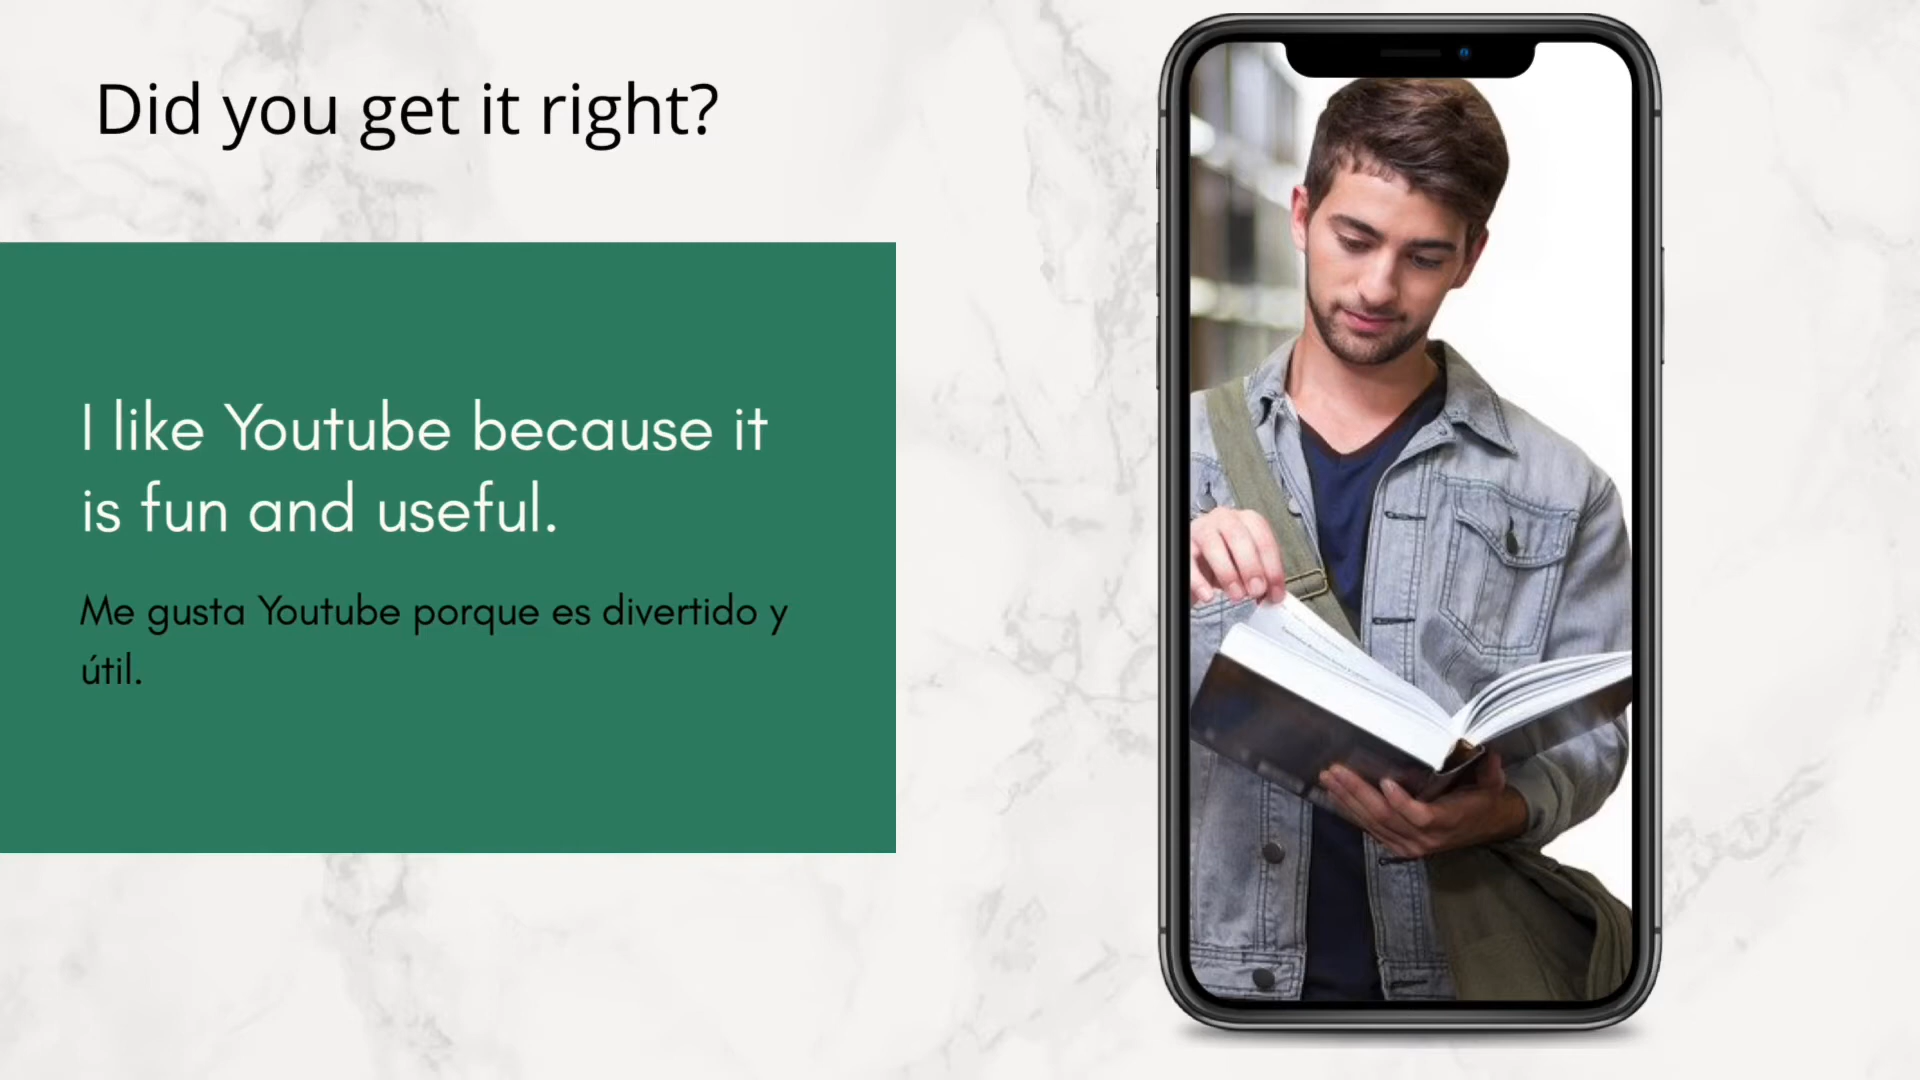 Did you get it right?
I like Youtube because it
is fun and useful.
Me gusta Youtube porque es divertido y
útil.